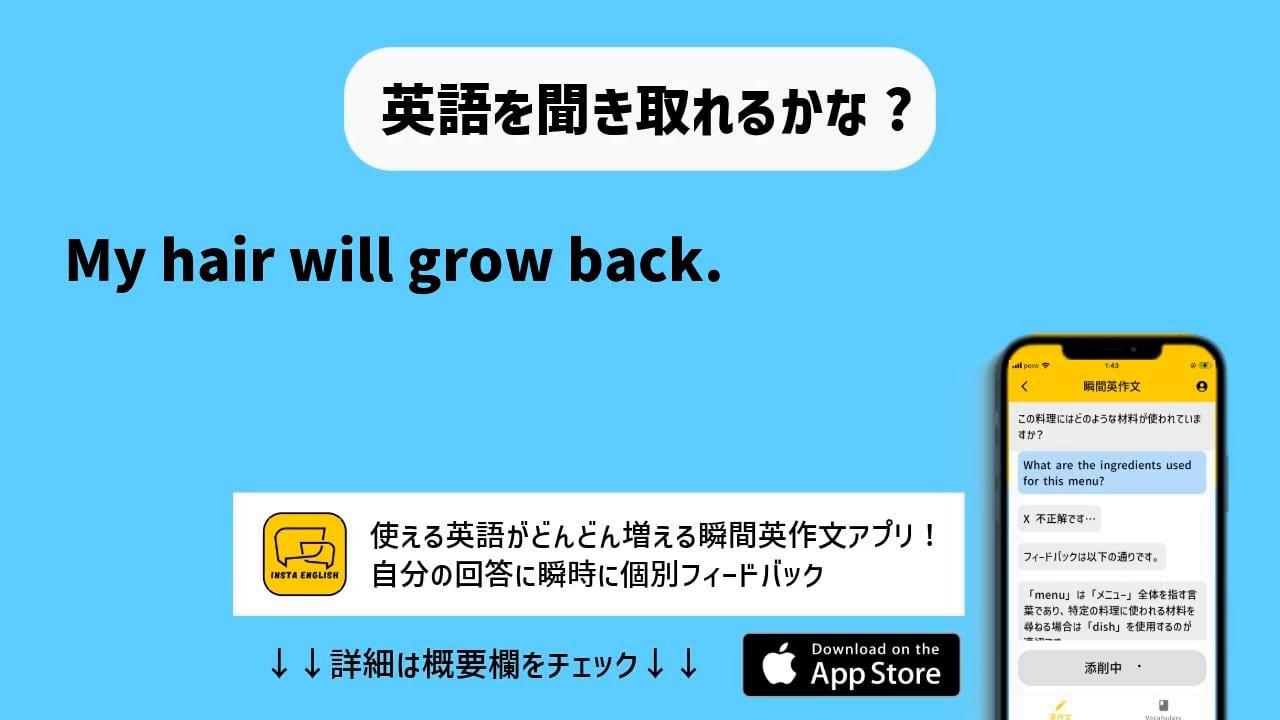 英語を聞き取れるかな？
My hair will grow back.
povo
1:43
瞬間英作文
この料理にはどのような材料が使われていま
すか？
What are the ingredients used
for this menu?
X 不正解です…
フィードバックは以下の通りです。
「menu」は「メニュー」全体を指す言
葉であり、特定の料理に使われる材料を
尋ねる場合は「dish」を使用するのが
添削中
英作文
Vocabulary
INSTA ENGLISH
使える英語がどんどん増える瞬間英作文アプリ！
自分の回答に瞬時に個別フィードバック
↓↓詳細は概要欄をチェック↓↓
Download on the
App Store